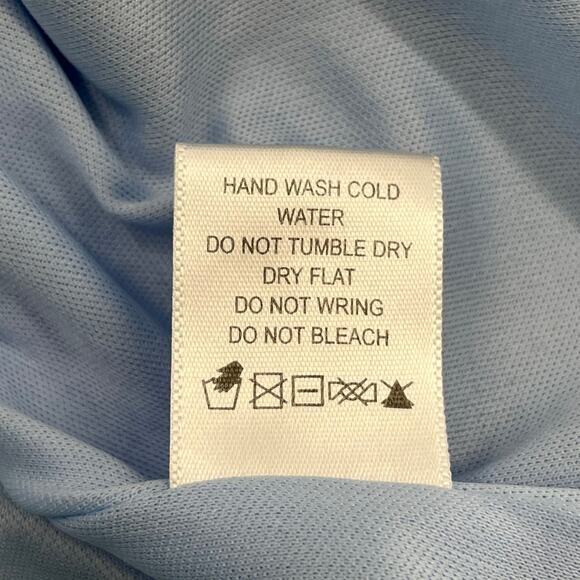 HAND WASH COLD
WATER
DO NOT TUMBLE DRY
DRY FLAT
DO NOT WRING
DO NOT BLEACH